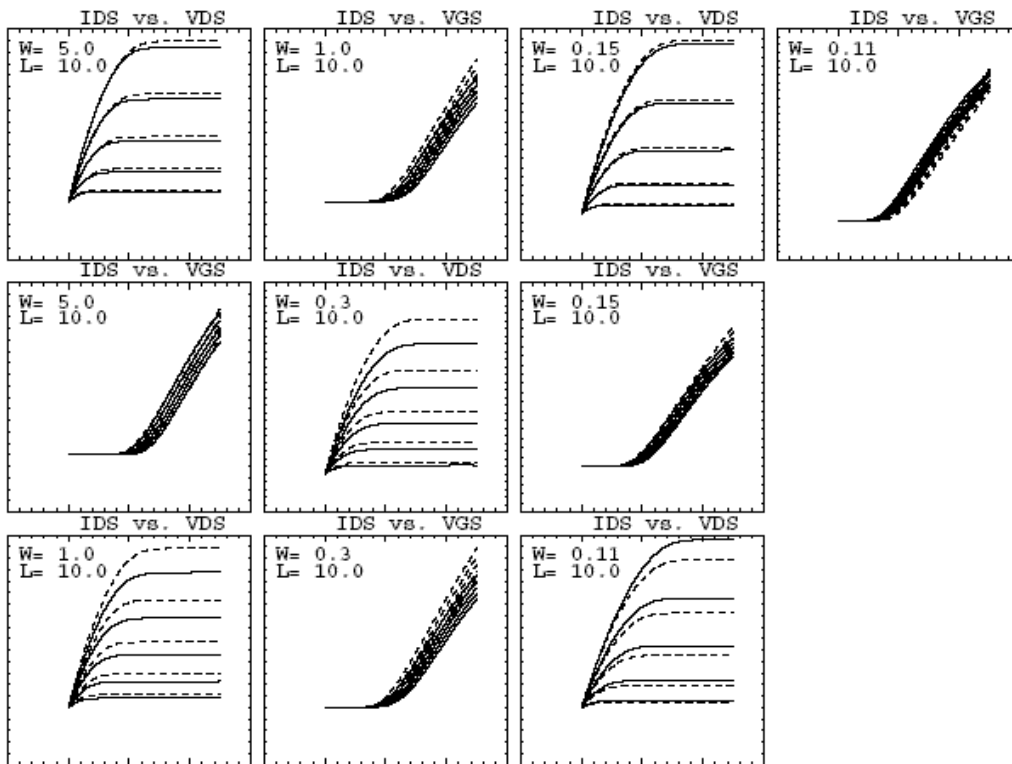 IDS vs. VDS
W= 5.0
L= 10.0
IDS vs. VGS
W= 1.0
L= 10.0
IDS vs. VDS
W= 0.15
L= 10.0
IDS vs. VGS
W= 0.11
L= 10.0
IDS vs. VGS
W= 5.0
L= 10.0
IDS vs. VDS
W= 0.3
L= 10.0
IDS vs. VGS
W= 0.15
L= 10.0
IDS vs. VDS
W= 1.0
L= 10.0
IDS vs. VGS
W= 0.3
L= 10.0
IDS vs. VDS
W= 0.11
L= 10.0